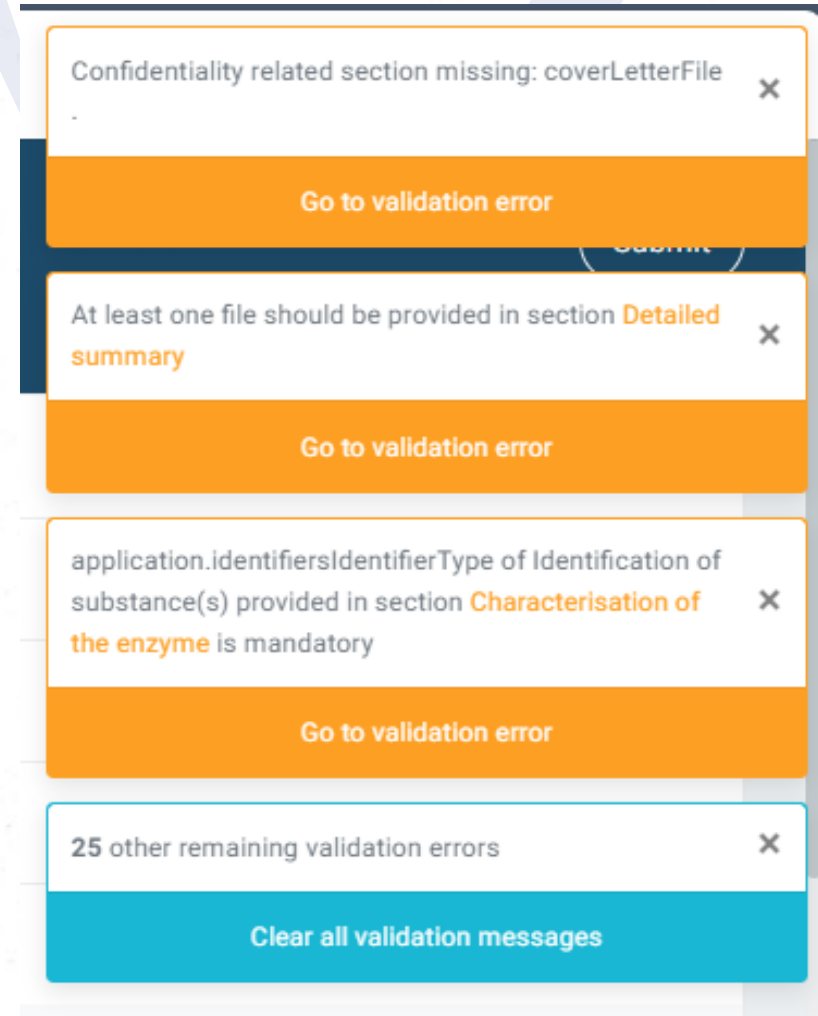 Confidentiality related section missing: coverLetterFile
.
Go to validation error
Submit
At least one file should be provided in section Detailed
summary
Go to validation error
application.identifiersIdentifierType of Identification of
substance(s) provided in section Characterisation of
the enzyme is mandatory
Go to validation error
25 other remaining validation errors
Clear all validation messages